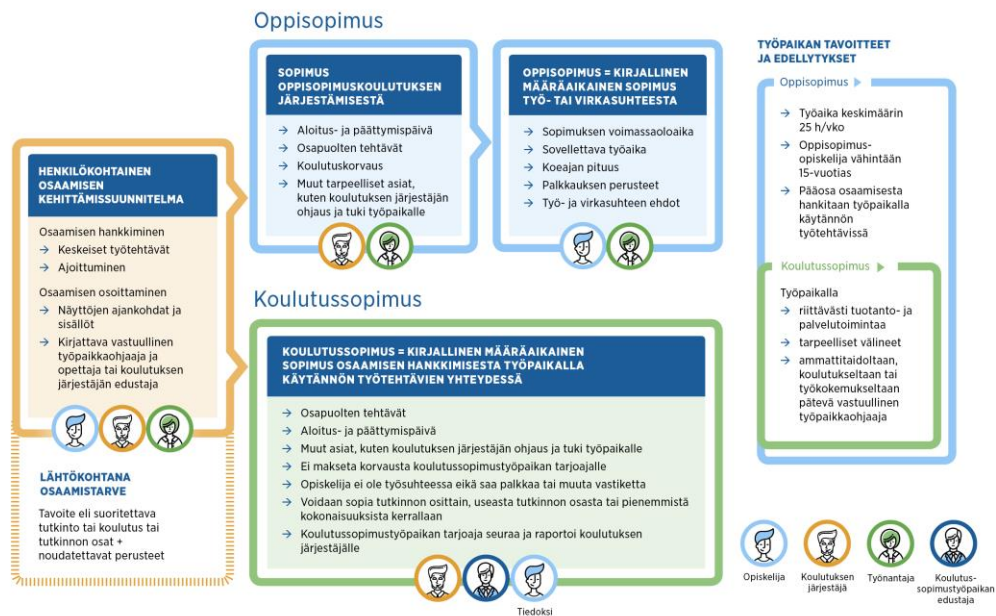 HENKILÖKOHTAINEN
OSAAMISEN
KEHITTÄMISSUUNNITELMA
Osaamisen hankkiminen
→ Keskeiset työtehtävät
→ Ajoittuminen
Osaamisen osoittaminen
→ Näyttöjen ajankohdat ja
sisällöt
→ Kirjattava vastuullinen
työpaikkaohjaaja ja
opettaja tai koulutuksen
järjestäjän edustaja
LÄHTÖKOHTANA
OSAAMISTARVE
Tavoite eli suoritettava
tutkinto tai koulutus tai
tutkinnon osat +
noudatettavat perusteet
Oppisopimus
SOPIMUS
OPPISOPIMUSKOULUTUKSEN
JÄRJESTÄMISESTÄ
→ Aloitus- ja päättymispäivä
→ Osapuolten tehtävät
→ Koulutuskorvaus
→ Muut tarpeelliset asiat,
kuten koulutuksen järjestäjän
ohjaus ja tuki työpaikalle
OPPISOPIMUS = KIRJALLINEN
MÄÄRÄAIKAINEN SOPIMUS
TYÖ- TAI VIRKASUHTEESTA
→ Sopimuksen voimassaoloaika
→ Sovellettava työaika
→ Koeajan pituus
→ Palkkauksen perusteet
→ Työ- ja virkasuhteen ehdot
Koulutussopimus
KOULUTUSSOPIMUS = KIRJALLINEN MÄÄRÄAIKAINEN
SOPIMUS OSAAMISEN HANKKIMISESTA TYÖPAIKALLA
KÄYTÄNNÖN TYÖTEHTÄVIEN YHTEYDESSÄ
→ Osapuolten tehtävät
→ Aloitus- ja päättymispäivä
→ Muut asiat, kuten koulutuksen järjestäjän ohjaus ja tuki työpaikalle
→ Ei makseta korvausta koulutussopimustyöpaikan tarjoajalle
→ Opiskelija ei ole työsuhteessa eikä saa palkkaa tai muuta vastiketta
→ Voidaan sopia tutkinnon osittain, useasta tutkinnon osasta tai pienemmistä
kokonaisuuksista kerrallaan
→ Koulutussopimustyöpaikan tarjoaja seuraa ja raportoi koulutuksen
järjestäjälle
Tiedoksi
TYÖPAIKAN TAVOITTEET
JA EDELLYTYKSET
Oppisopimus
→ Työaika keskimäärin
25 h/vko
→ Oppisopimus-
opiskelija vähintään
15-vuotias
→ Pääosa osaamisesta
hankitaan työpaikalla
käytännön
työtehtävissä
Koulutussopimus
Työpaikalla
→ riittävästi tuotanto- ja
palvelutoimintaa
→ tarpeelliset välineet
→ ammattitaidoltaan,
koulutukseltaan tai
työkokemukseltaan
pätevä vastuullinen
työpaikkaohjaaja
Opiskelija
Koulutuksen
järjestäjä
Työnantaja
Koulutus-
sopimustyöpaikan
edustaja